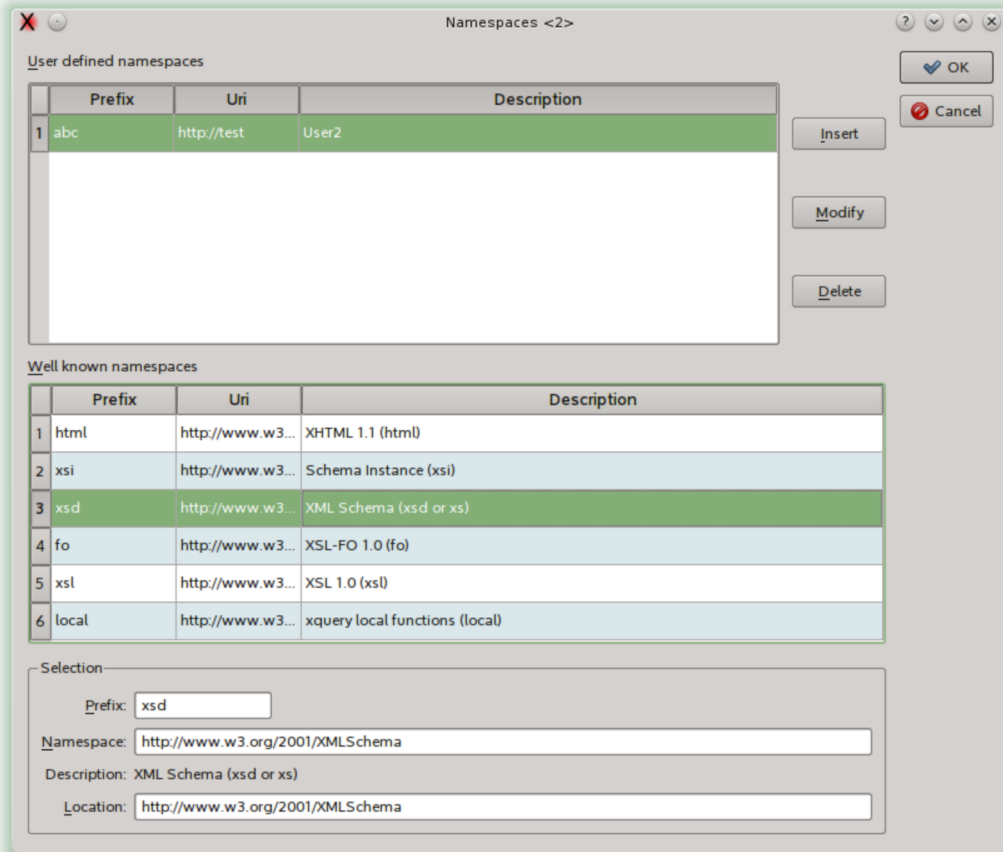 Namespaces <2>
User defined namespaces
OK
Prefix Uri Description
Cancel
1 abc http://test User2
Insert
Modify
Delete
Well known namespaces
Prefix Uri Description
1 html http://www.w3... XHTML 1.1 (html)
2 xsi http://www.w3... Schema Instance (xsi)
3 xsd http://www.w3... XML Schema (xsd or xs)
4 fo http://www.w3... XSL-FO 1.0 (fo)
5 xsl http://www.w3... XSL 1.0 (xsl)
6 local http://www.w3... xquery local functions (local)
Selection
Prefix: xsd
Namespace: http://www.w3.org/2001/XMLSchema
Description: XML Schema (xsd or xs)
Location: http://www.w3.org/2001/XMLSchema